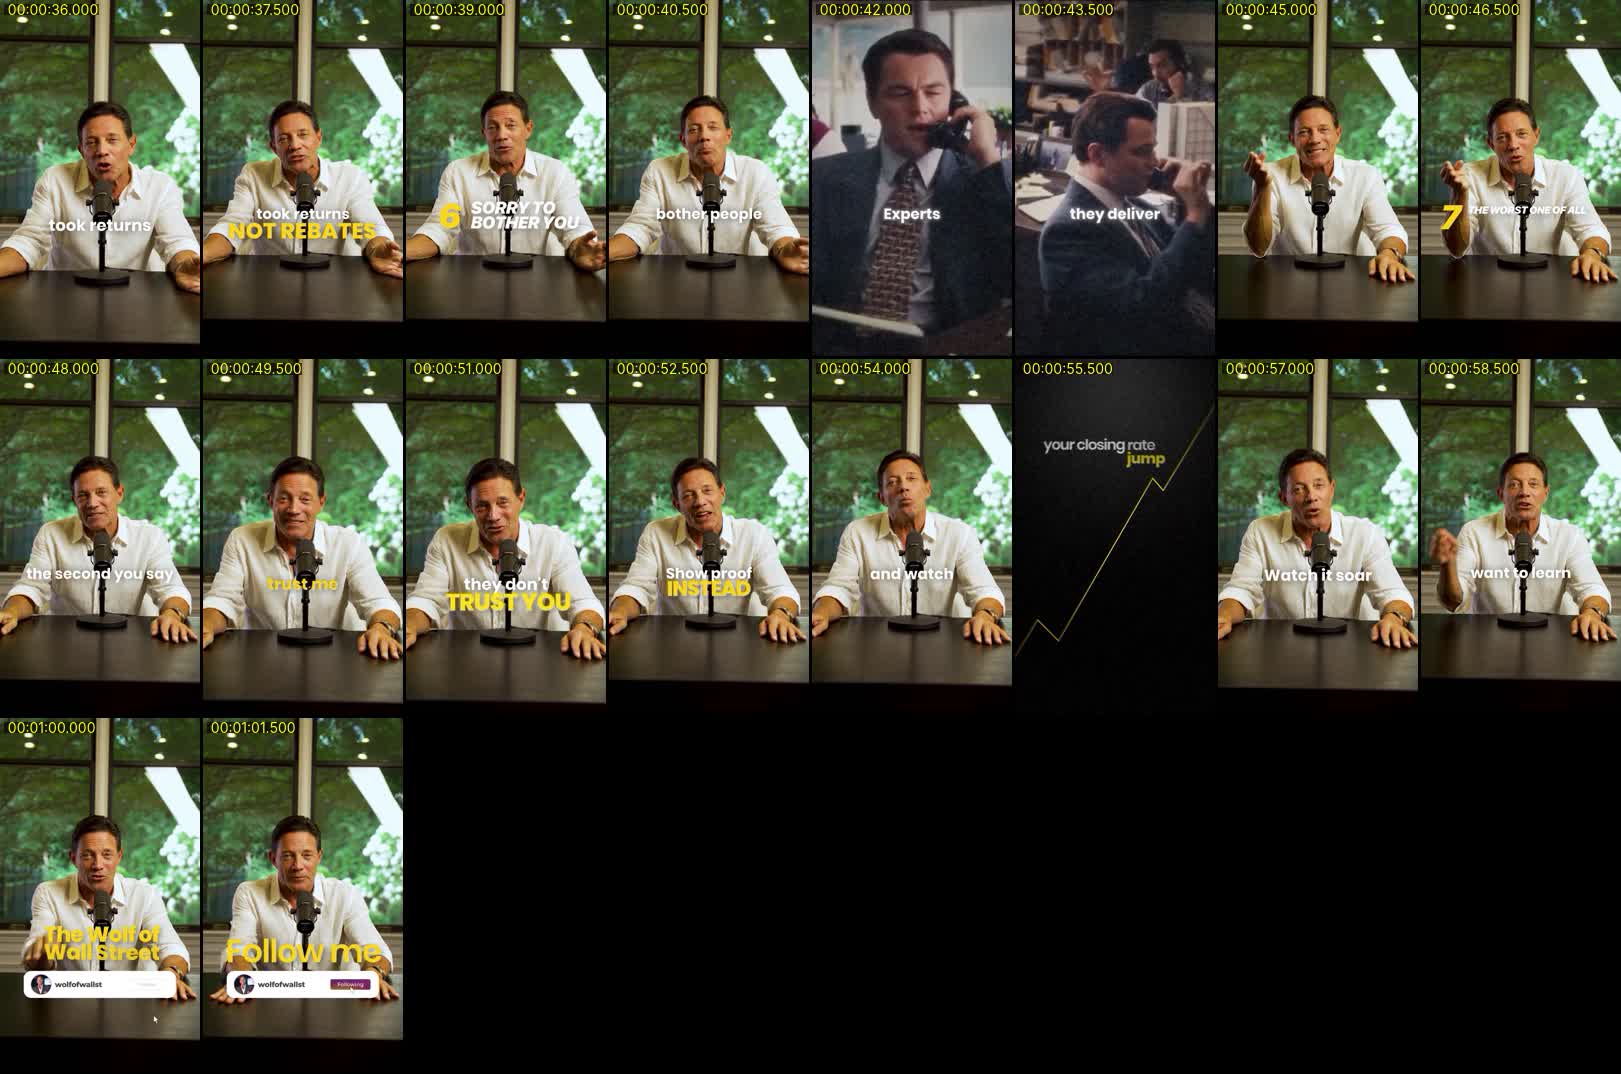 00:00:36.000
took returns
00:00:37.500
took returns
NOT REBATES
00:00:39.000
6 SORRY TO
BOTHER YOU
00:00:40.500
bother people
00:00:42.000
Experts
00:00:43.500
they deliver
00:00:45.000
00:00:46.500
7 THE WORST ONE OF ALL
00:00:48.000
the second you say
00:00:49.500
trust me
00:00:51.000
they don't
TRUST YOU
00:00:52.500
Show proof
INSTEAD
00:00:54.000
and watch
00:00:55.500
your closing rate
jump
00:00:57.000
Watch it soar
00:00:58.500
want to learn
00:01:00.000
The Wolf of
Wall Street
wolfofwallst
00:01:01.500
Follow me
wolfofwallst
Following